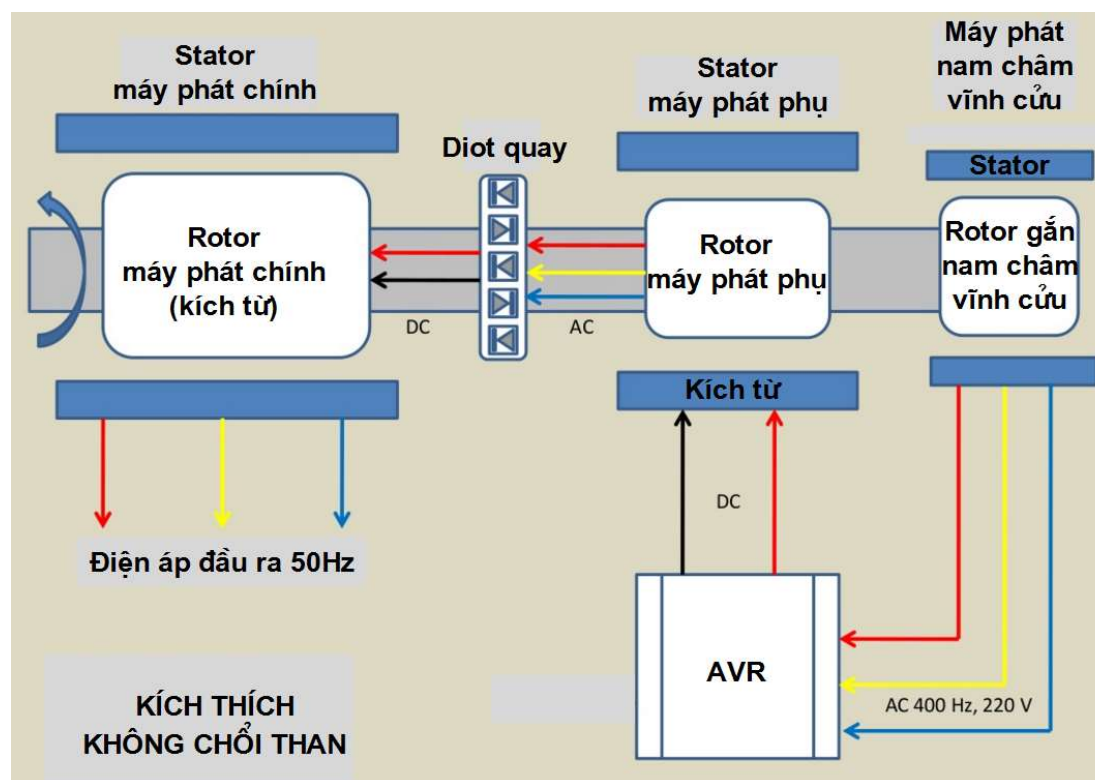 Stator
máy phát chính
Stator
máy phát phụ
Máy phát
nam châm
vĩnh cửu
Diot quay
Stator
Rotor
máy phát chính
(kích từ)
Rotor
máy phát phụ
Rotor gắn
nam châm
vĩnh cửu
DC
AC
Kích từ
DC
Điện áp đầu ra 50Hz
AVR
AC 400 Hz, 220 V
KÍCH THÍCH
KHÔNG CHỔI THAN